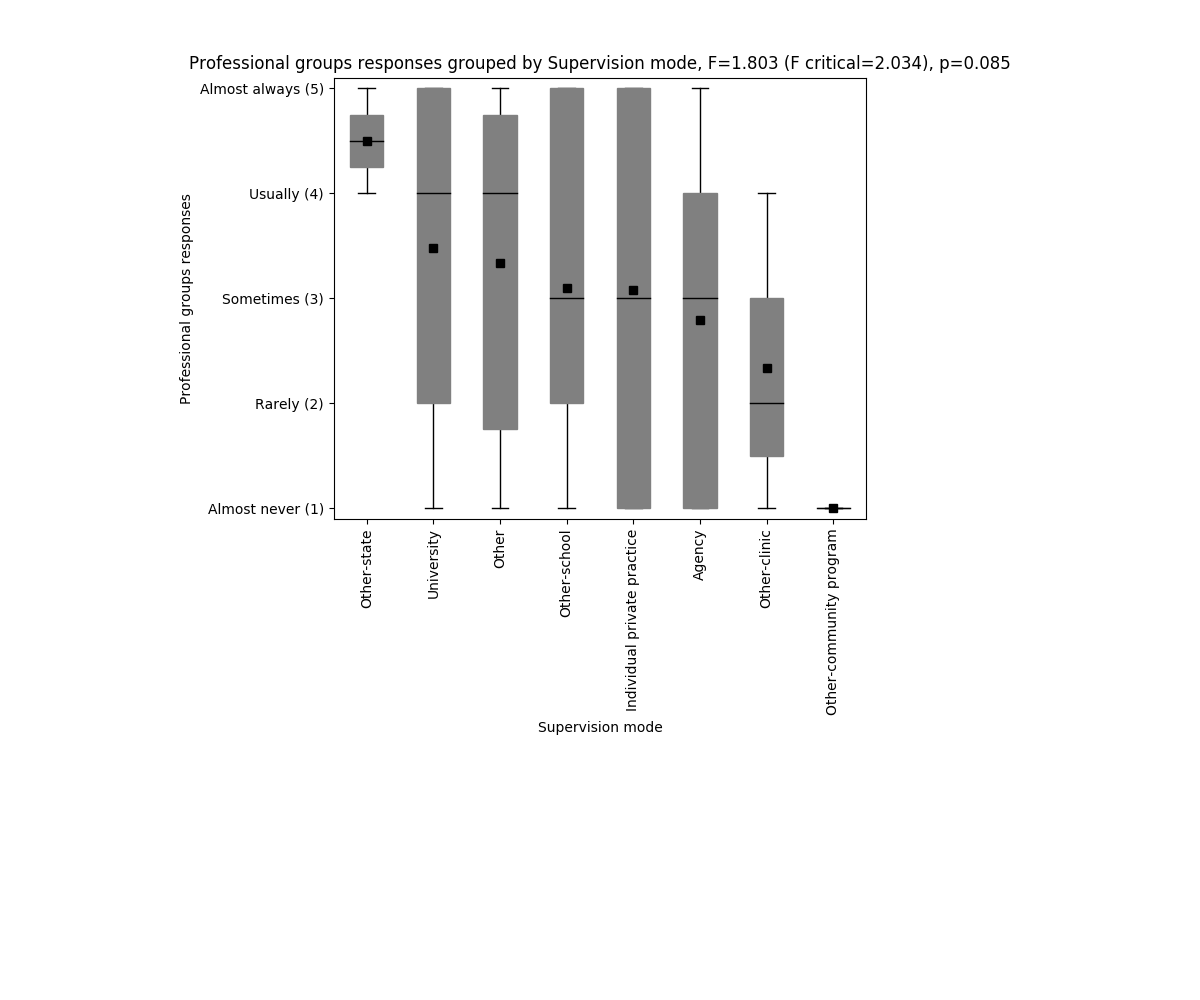 Professional groups responses grouped by Supervision mode, F=1.803 (F critical=2.034), p=0.085
Almost always (5)
Usually (4)
Sometimes (3)
Rarely (2)
Almost never (1)
Professional groups responses
Other-state
University
Other
Other-school
Individual private practice
Agency
Other-clinic
Other-community program
Supervision mode